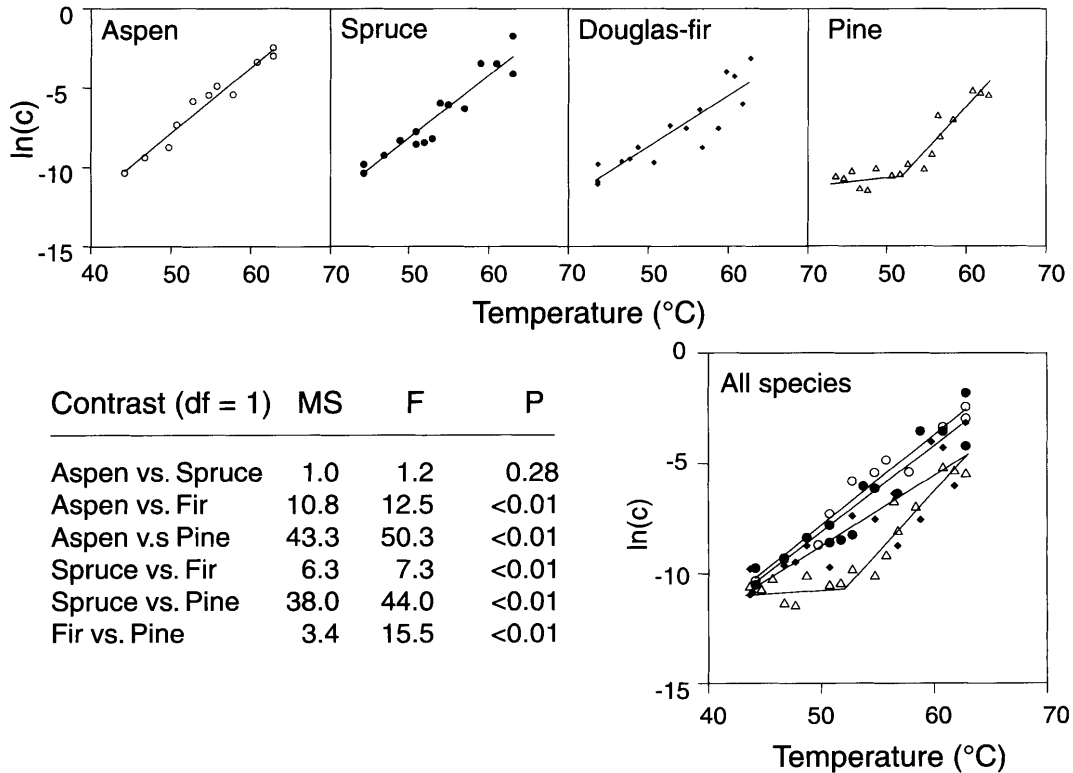 0
Aspen
Spruce
Douglas-fir
Pine
-5
ln(c)
-10
-15
40 50 60 70 50 60 70 50 60 70 50 60 70
Temperature (°C)
Contrast (df = 1) MS F P
Aspen vs. Spruce 1.0 1.2 0.28
Aspen vs. Fir 10.8 12.5 <0.01
Aspen v.s Pine 43.3 50.3 <0.01
Spruce vs. Fir 6.3 7.3 <0.01
Spruce vs. Pine 38.0 44.0 <0.01
Fir vs. Pine 3.4 15.5 <0.01
0
All species
-5
ln(c)
-10
-15
40 50 60 70
Temperature (°C)